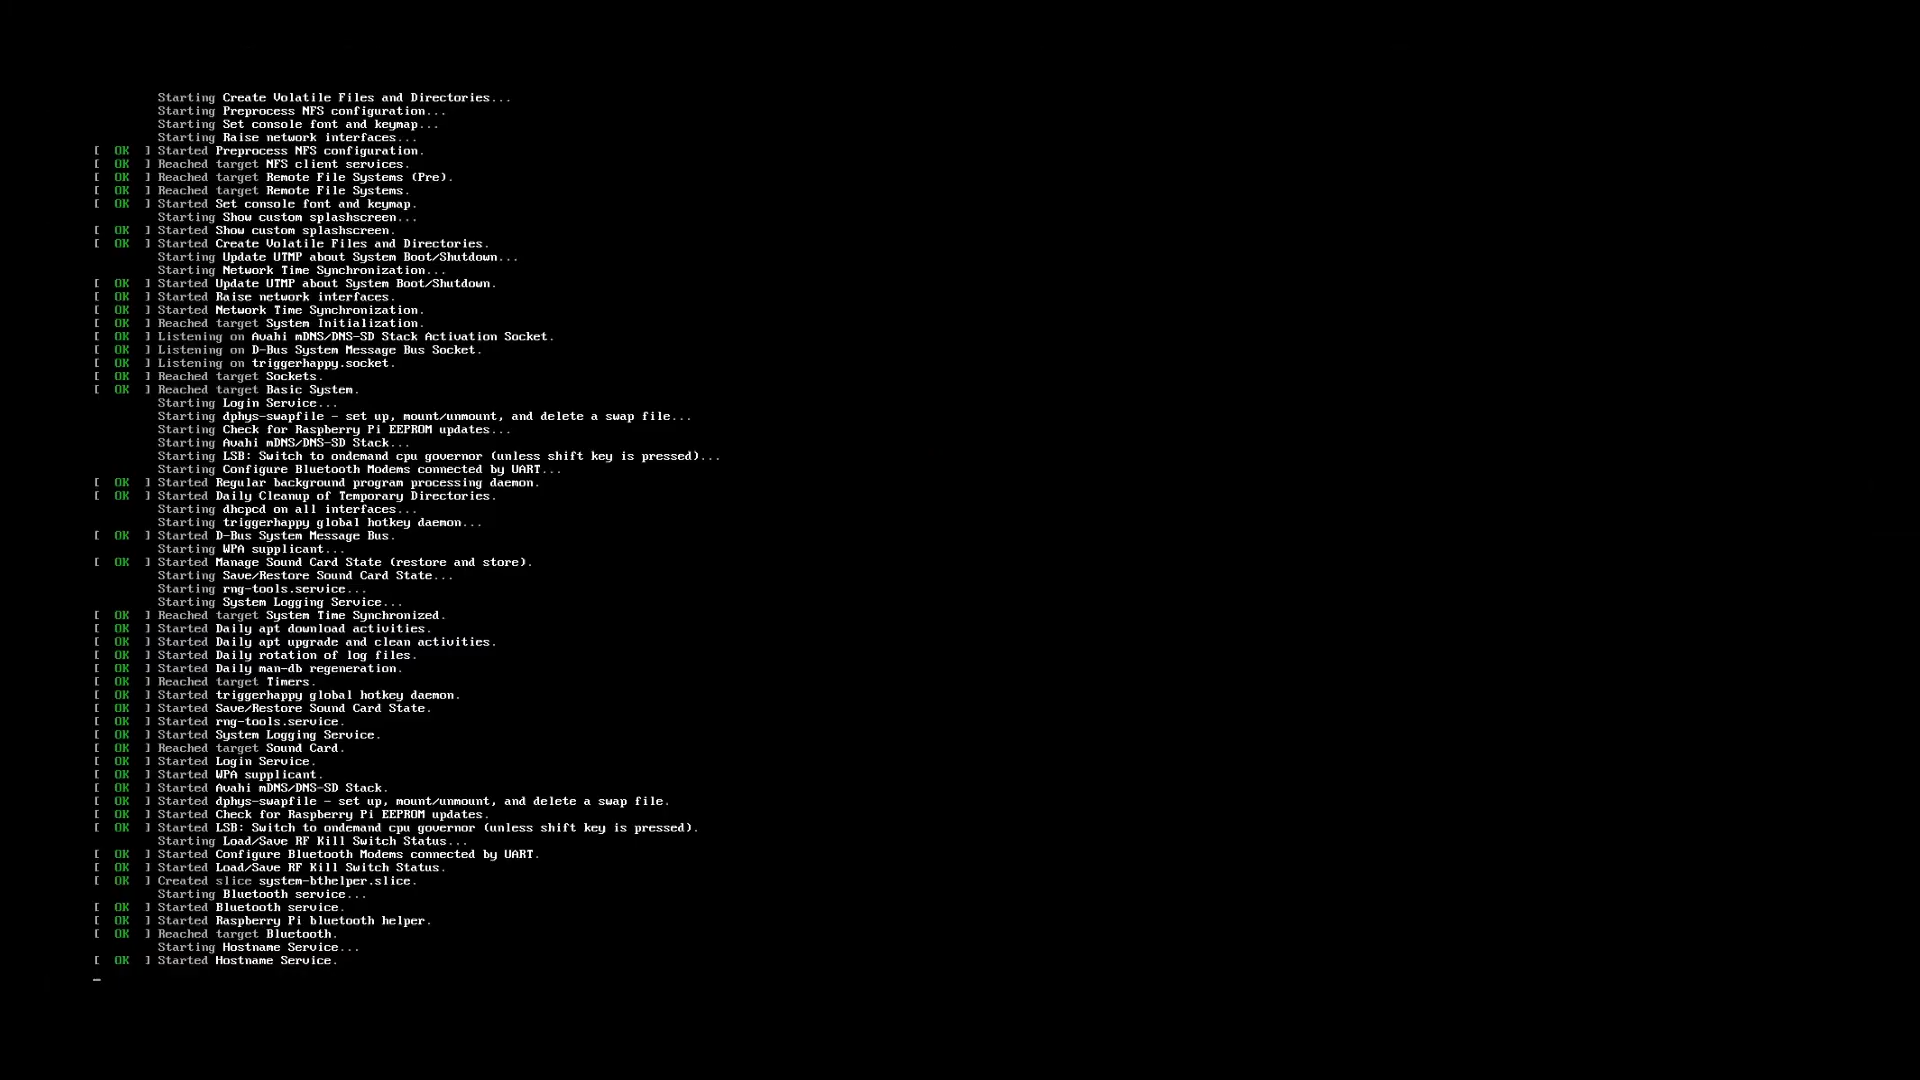 Starting Create Volatile Files and Directories...
Starting Preprocess NFS configuration...
Starting Set console font and keymap...
Starting Raise network interfaces...
[  OK  ] Started Preprocess NFS configuration.
[  OK  ] Reached target NFS client services.
[  OK  ] Reached target Remote File Systems (Pre).
[  OK  ] Reached target Remote File Systems.
[  OK  ] Started Set console font and keymap.
Starting Show custom splashscreen...
[  OK  ] Started Show custom splashscreen.
[  OK  ] Started Create Volatile Files and Directories.
Starting Update UTMP about System Boot/Shutdown...
Starting Network Time Synchronization...
[  OK  ] Started Update UTMP about System Boot/Shutdown.
[  OK  ] Started Raise network interfaces.
[  OK  ] Started Network Time Synchronization.
[  OK  ] Reached target System Initialization.
[  OK  ] Listening on Avahi mDNS/DNS-SD Stack Activation Socket.
[  OK  ] Listening on D-Bus System Message Bus Socket.
[  OK  ] Listening on triggerhappy.socket.
[  OK  ] Reached target Sockets.
[  OK  ] Reached target Basic System.
Starting Login Service...
Starting dphys-swapfile - set up, mount/unmount, and delete a swap file...
Starting Check for Raspberry Pi EEPROM updates...
Starting Avahi mDNS/DNS-SD Stack...
Starting LSB: Switch to ondemand cpu governor (unless shift key is pressed)...
Starting Configure Bluetooth Modems connected by UART...
[  OK  ] Started Regular background program processing daemon.
[  OK  ] Started Daily Cleanup of Temporary Directories.
Starting dhcpcd on all interfaces...
Starting triggerhappy global hotkey daemon...
[  OK  ] Started D-Bus System Message Bus.
Starting WPA supplicant...
[  OK  ] Started Manage Sound Card State (restore and store).
Starting Save/Restore Sound Card State...
Starting rng-tools.service...
Starting System Logging Service...
[  OK  ] Reached target System Time Synchronized.
[  OK  ] Started Daily apt download activities.
[  OK  ] Started Daily apt upgrade and clean activities.
[  OK  ] Started Daily rotation of log files.
[  OK  ] Started Daily man-db regeneration.
[  OK  ] Reached target Timers.
[  OK  ] Started triggerhappy global hotkey daemon.
[  OK  ] Started Save/Restore Sound Card State.
[  OK  ] Started rng-tools.service.
[  OK  ] Started System Logging Service.
[  OK  ] Reached target Sound Card.
[  OK  ] Started Login Service.
[  OK  ] Started WPA supplicant.
[  OK  ] Started Avahi mDNS/DNS-SD Stack.
[  OK  ] Started dphys-swapfile - set up, mount/unmount, and delete a swap file.
[  OK  ] Started Check for Raspberry Pi EEPROM updates.
[  OK  ] Started LSB: Switch to ondemand cpu governor (unless shift key is pressed).
Starting Load/Save RF Kill Switch Status...
[  OK  ] Started Configure Bluetooth Modems connected by UART.
[  OK  ] Started Load/Save RF Kill Switch Status.
[  OK  ] Created slice system-bthelper.slice.
Starting Bluetooth service...
[  OK  ] Started Bluetooth service.
[  OK  ] Started Raspberry Pi bluetooth helper.
[  OK  ] Reached target Bluetooth.
Starting Hostname Service...
[  OK  ] Started Hostname Service.